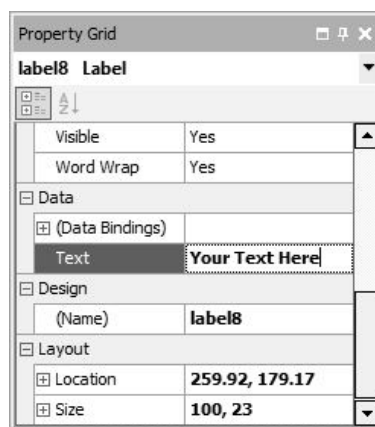 Property Grid
label8 Label
Visible Yes
Word Wrap Yes
Data
(Data Bindings)
Text Your Text Here
Design
(Name) label8
Layout
Location 259.92, 179.17
Size 100, 23